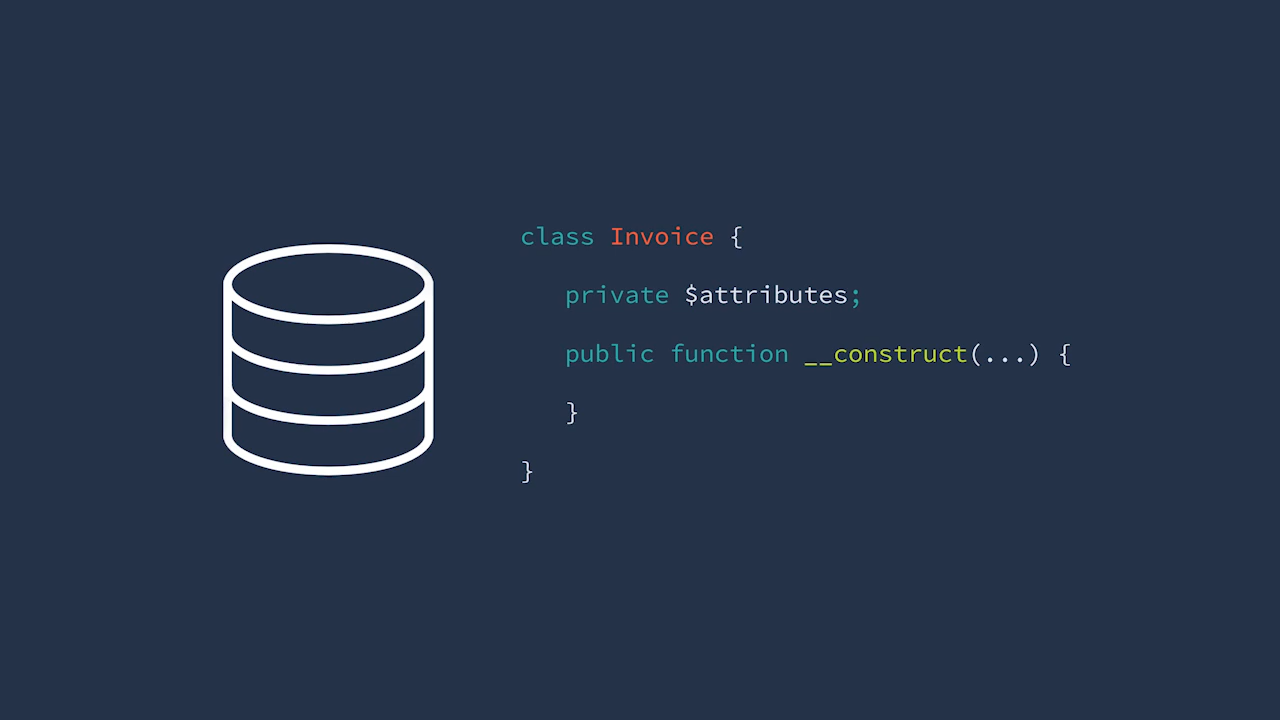 class Invoice {
private $attributes;
public function __construct(...) {
}
}